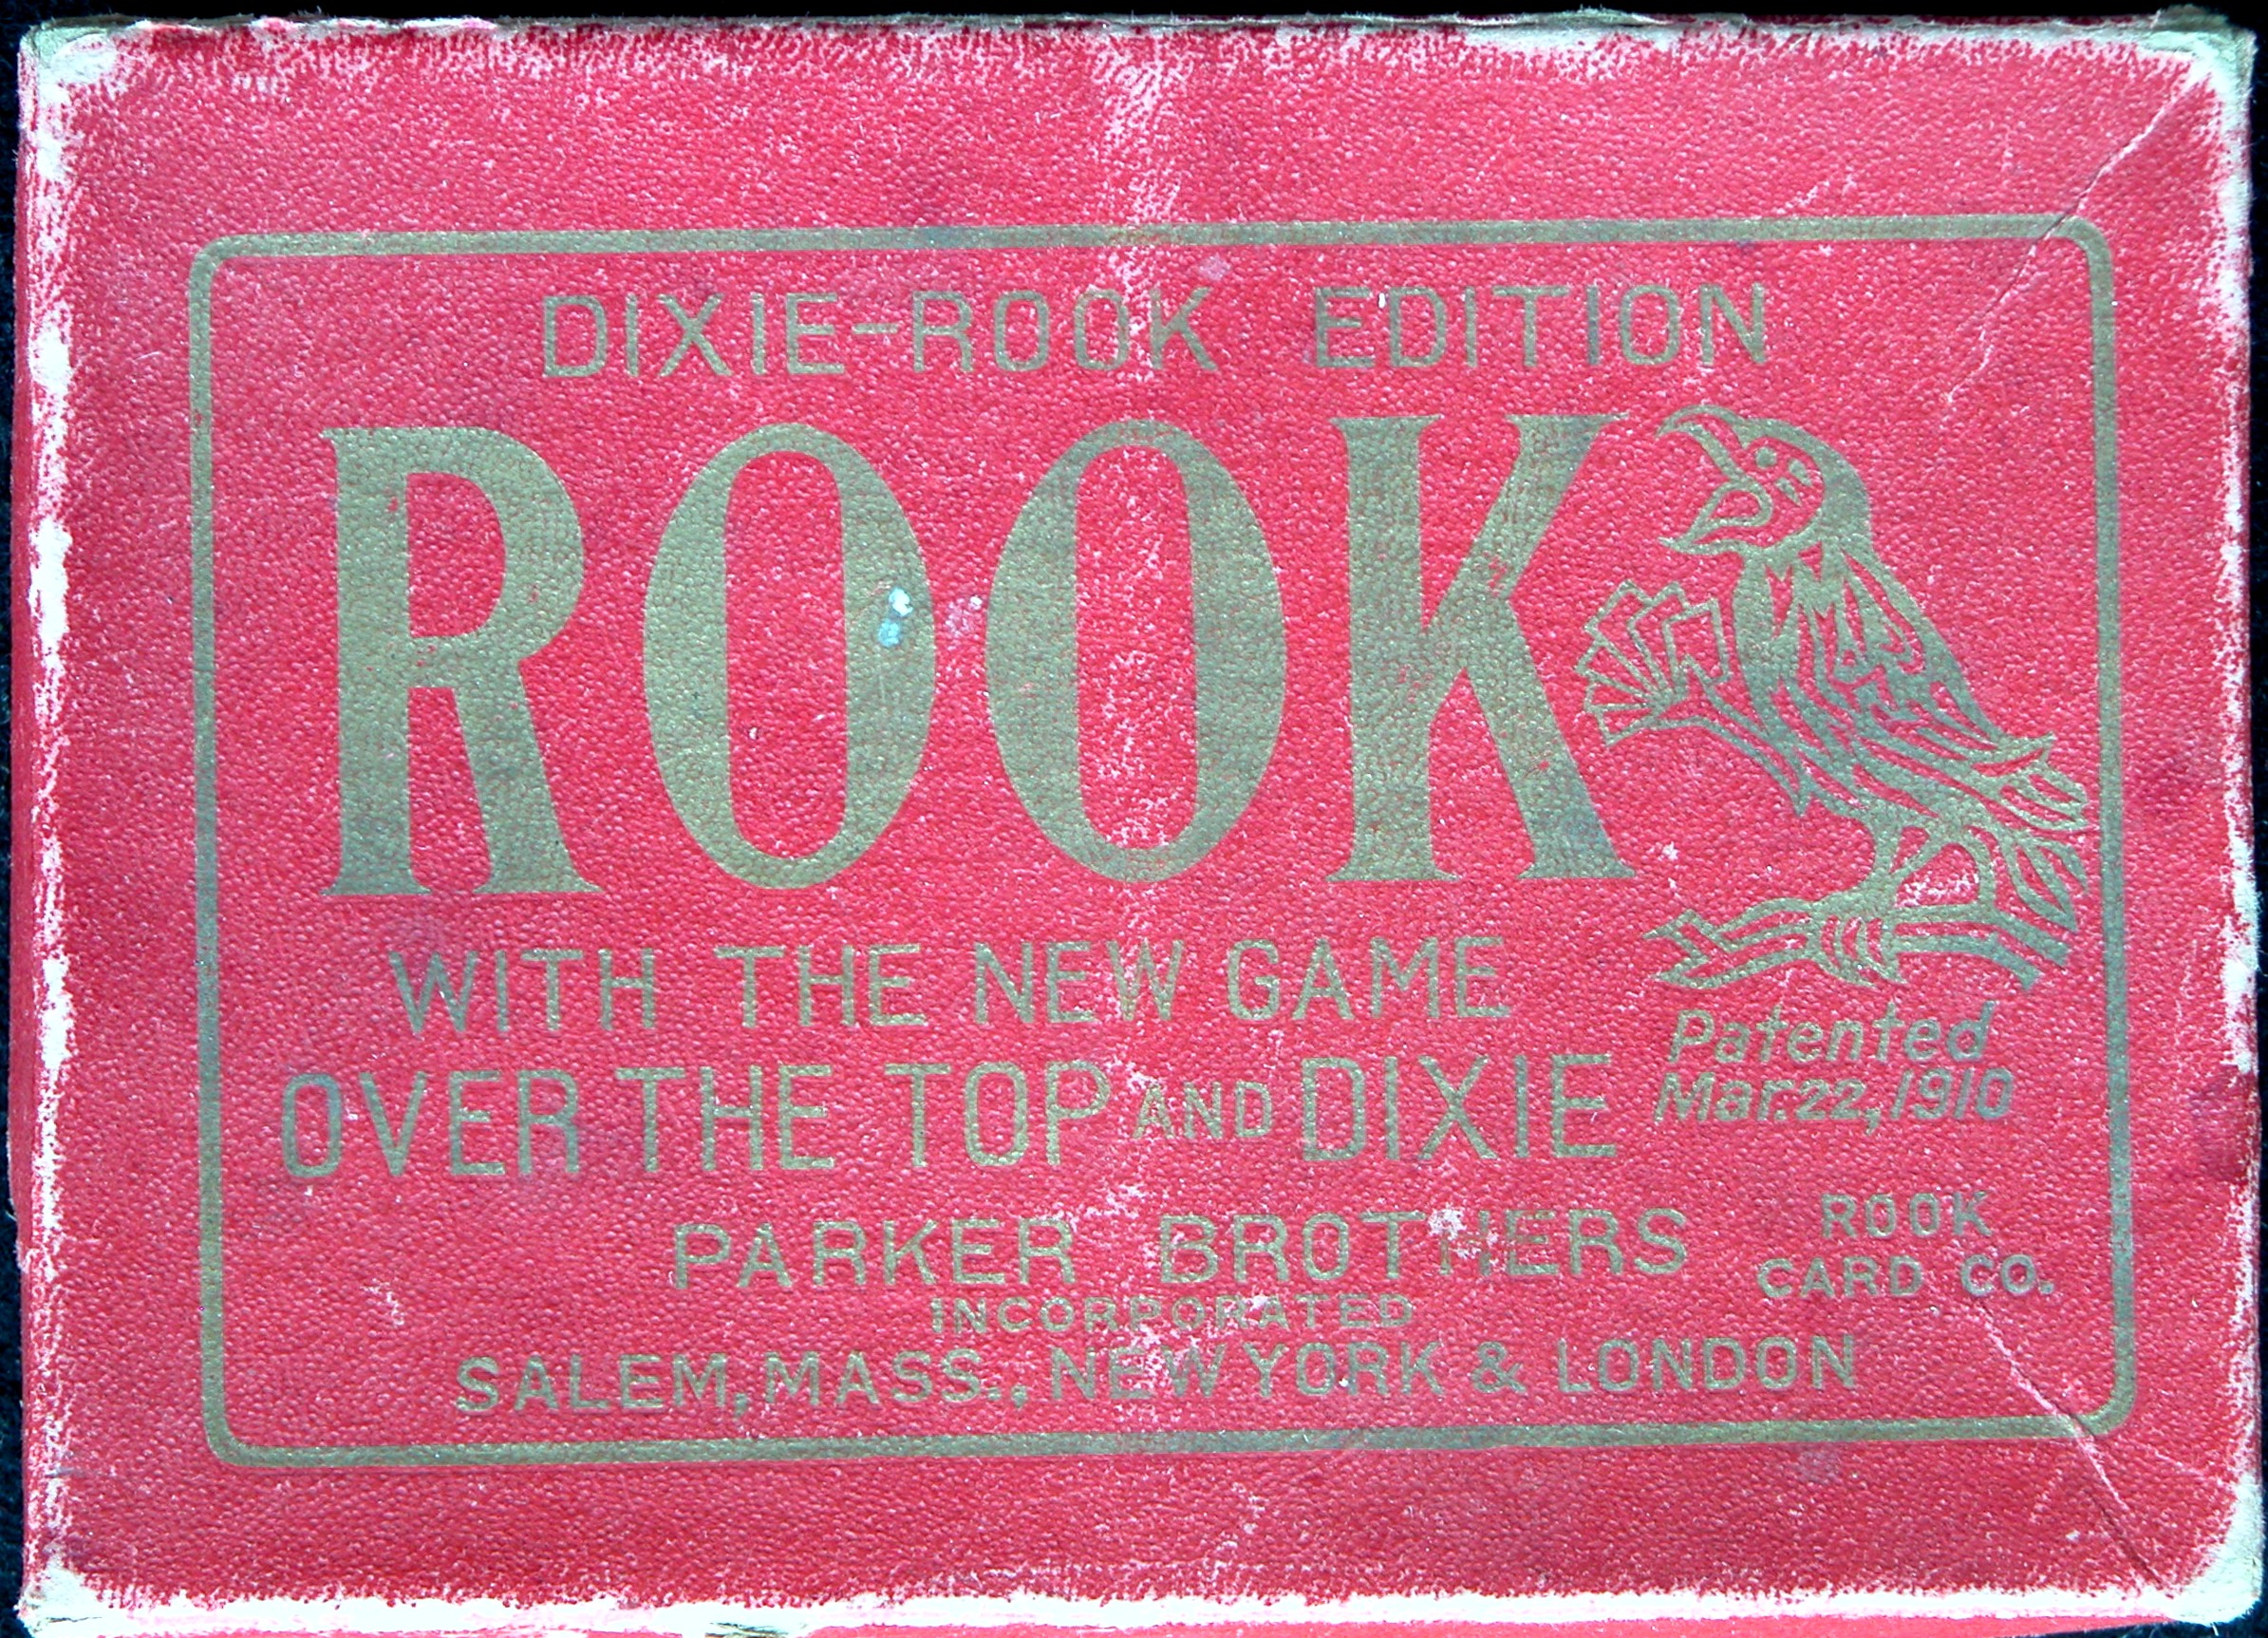 DIXIE-ROOK EDITION
ROOK
WITH THE NEW GAME
OVER THE TOP AND DIXIE
Patented
Mar. 22, 1910
PARKER BROTHERS
INCORPORATED
SALEM, MASS., NEW YORK & LONDON
ROOK
CARD CO.